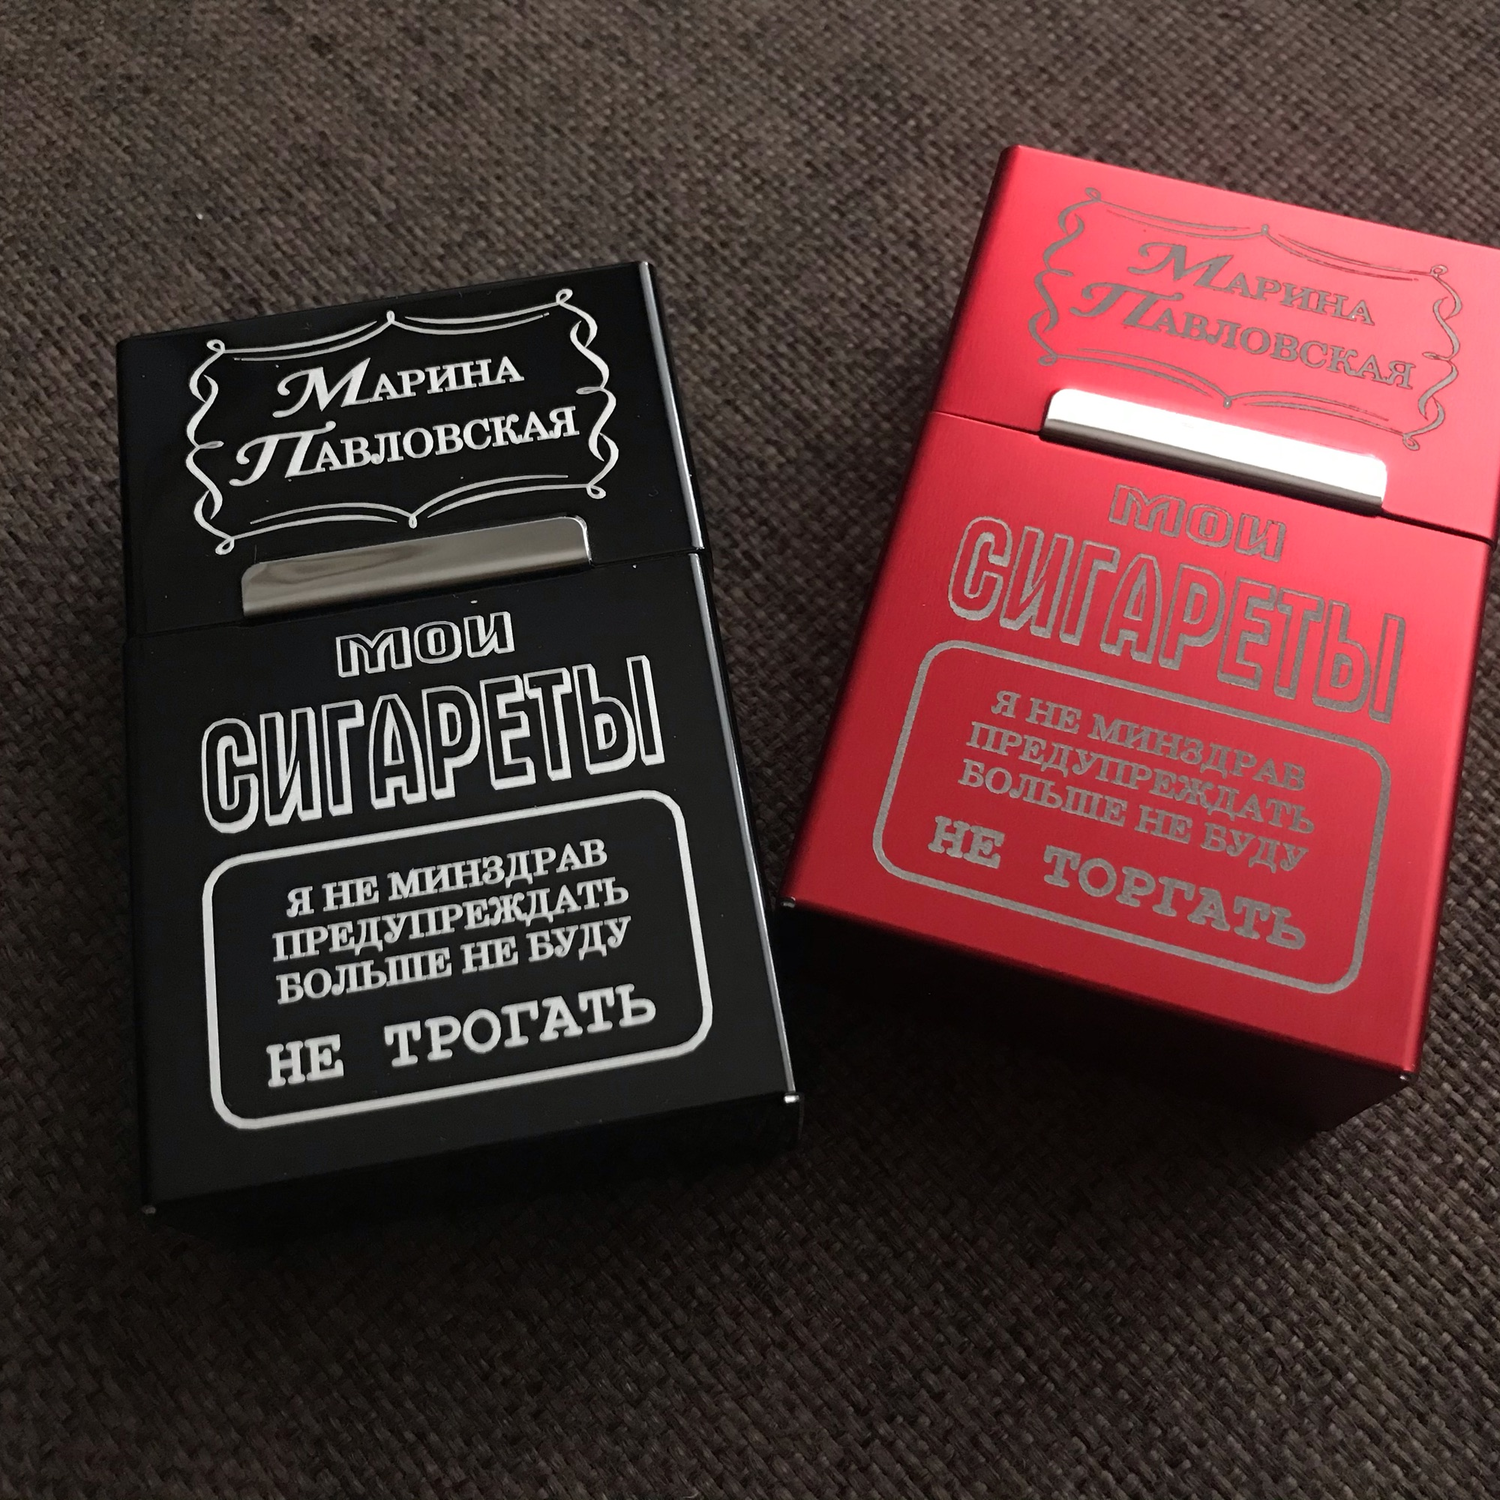 Марина
Павловская
мои
СИГАРЕТЫ
Я НЕ МИНЗДРАВ
ПРЕДУПРЕЖДАТЬ
БОЛЬШЕ НЕ БУДУ
НЕ ТРОГАТЬ
Марина
Павловская
мои
СИГАРЕТЫ
Я НЕ МИНЗДРАВ
ПРЕДУПРЕЖДАТЬ
БОЛЬШЕ НЕ БУДУ
НЕ ТОРГАТЬ